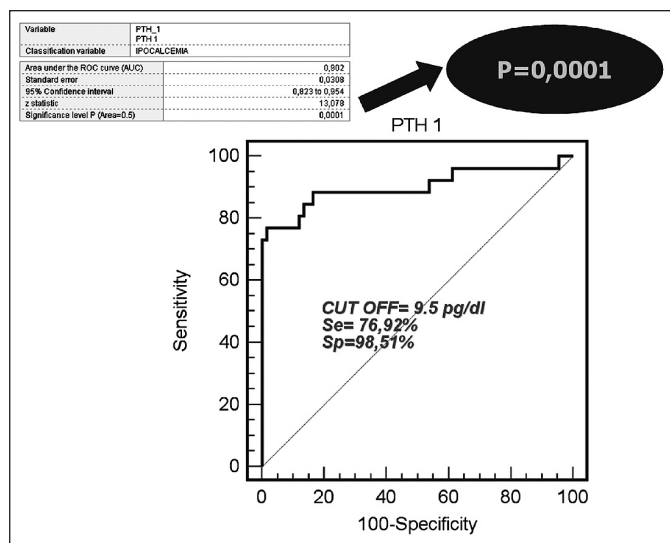 Variable PTH_1
PTH 1
Classification variable IPOCALCEMIA
Area under the ROC curve (AUC) 0,902
Standard error 0,0308
95% Confidence interval 0,823 to 0,954
z statistic 13,078
Significance level P (Area=0.5) 0,0001
P=0,0001
PTH 1
100
80
60
40
20
0
Sensitivity
CUT OFF= 9.5 pg/dl
Se= 76,92%
Sp=98,51%
0 20 40 60 80 100
100-Specificity